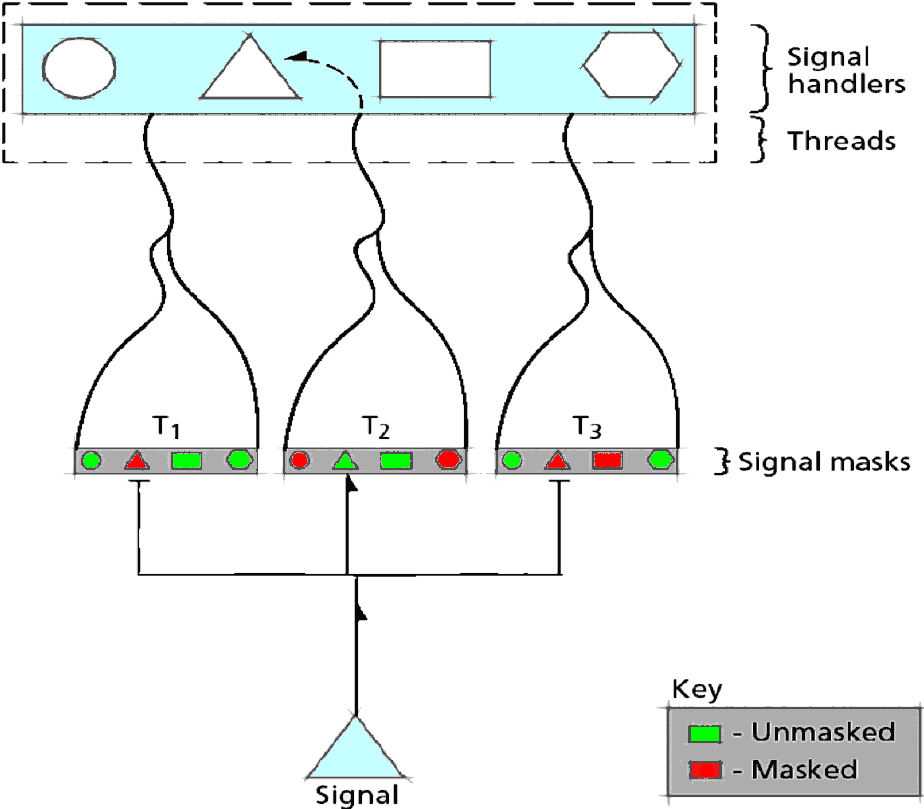 Signal
handlers
Threads
T1
T2
T3
Signal masks
Key
- Unmasked
- Masked
Signal